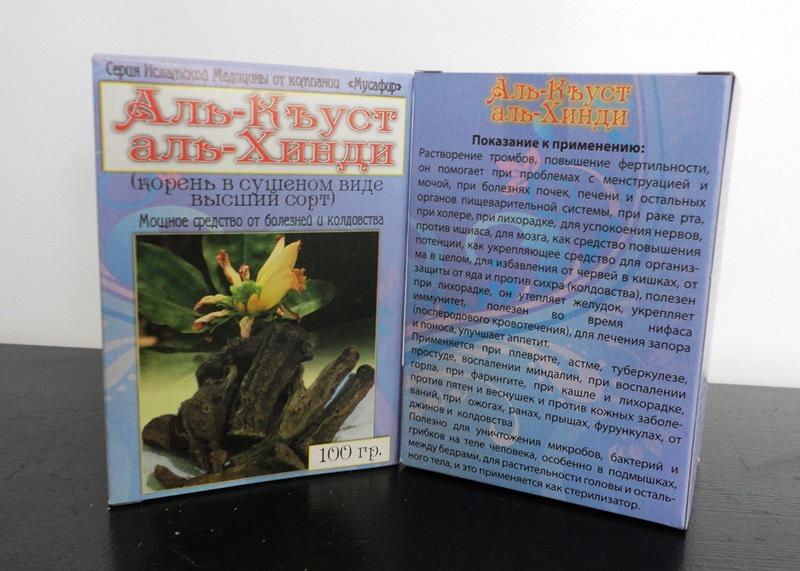 Серия Исламской Медицины от компании «Мусафир»
Аль-Къуст
аль-Хинди
(корень в сушеном виде
высший сорт)
Мощное средство от болезней и колдовства
100 гр.
Аль-Къуст
аль-Хинди
Показание к применению:
Растворение тромбов, повышение фертильности,
он помогает при проблемах с менструацией и
мочой, при болезнях почек, печени и остальных
органов пищеварительной системы, при раке рта,
при холере, при лихорадке, для успокоения нервов,
против ишиаса, для мозга, как средство повышения
потенции, как укрепляющее средство для организ-
ма в целом, для избавления от червей в кишках, от
защиты от яда и против сихра (колдовства), полезен
при лихорадке, он утепляет желудок, укрепляет
иммунитет, полезен во время нифаса
(послеродового кровотечения), для лечения запора
и поноса, улучшает аппетит.
Применяется при плеврите, астме, туберкулезе,
простуде, воспалении миндалин, при воспалении
горла, при фарингите, при кашле и лихорадке,
против пятен и веснушек и против кожных заболе-
ваний, при ожогах, ранах, прыщах, фурункулах, от
джинов и колдовства
Полезно для уничтожения микробов, бактерий и
грибков на теле человека, особенно в подмышках,
между бедрами, для растительности головы и осталь-
ного тела, и это применяется как стерилизатор.